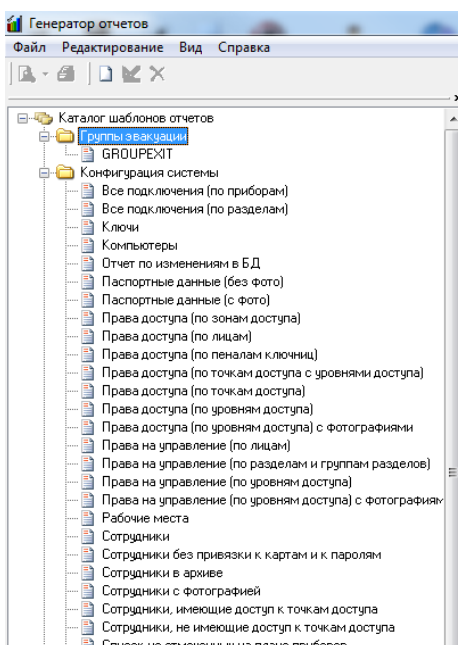 Генератор отчетов
Файл Редактирование Вид Справка
Каталог шаблонов отчетов
Группы эвакуации
GROUPEXIT
Конфигурация системы
Все подключения (по приборам)
Все подключения (по разделам)
Ключи
Компьютеры
Отчет по изменениям в БД
Паспортные данные (без фото)
Паспортные данные (с фото)
Права доступа (по зонам доступа)
Права доступа (по лицам)
Права доступа (по пеналам ключниц)
Права доступа (по точкам доступа с уровнями доступа)
Права доступа (по точкам доступа)
Права доступа (по уровням доступа)
Права доступа (по уровням доступа) с фотографиями
Права на управление (по лицам)
Права на управление (по разделам и группам разделов)
Права на управление (по уровням доступа)
Права на управление (по уровням доступа) с фотографиям
Рабочие места
Сотрудники
Сотрудники без привязки к картам и к паролям
Сотрудники в архиве
Сотрудники с фотографией
Сотрудники, имеющие доступ к точкам доступа
Сотрудники, не имеющие доступ к точкам доступа
Список не отмеченных на плане приборов